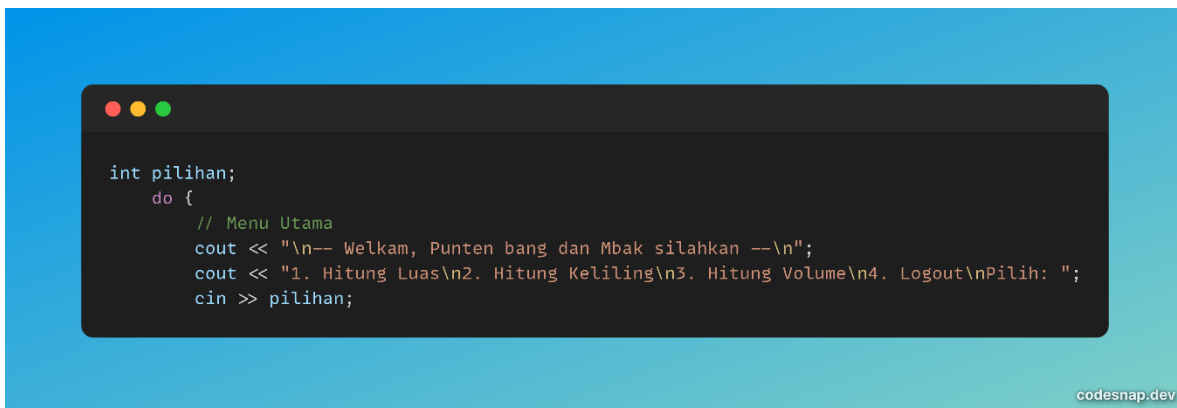 int pilihan;
do {
// Menu Utama
cout << "\n-- Welkam, Punten bang dan Mbak silahkan --\n";
cout << "1. Hitung Luas\n2. Hitung Keliling\n3. Hitung Volume\n4. Logout\nPilih: ";
cin >> pilihan;
codesnap.dev